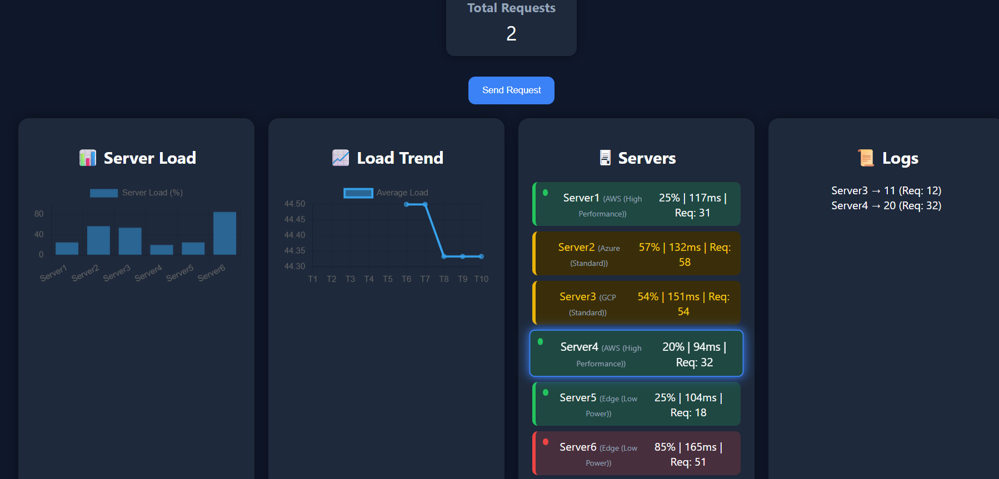 Total Requests
2
Send Request
Server Load
Server Load (%)
80
40
0
Server1
Server2
Server3
Server4
Server5
Server6
Load Trend
Average Load
44.50
44.45
44.40
44.35
44.30
T1 T2 T3 T4 T5 T6 T7 T8 T9 T10
Servers
Server1 (AWS (High
Performance))
25% | 117ms |
Req: 31
Server2 (Azure
(Standard))
57% | 132ms | Req:
58
Server3 (GCP
(Standard))
54% | 151ms | Req:
54
Server4 (AWS (High
Performance))
20% | 94ms |
Req: 32
Server5 (Edge (Low
Power))
25% | 104ms |
Req: 18
Server6 (Edge (Low
Power))
85% | 165ms |
Req: 51
Logs
Server3 → 11 (Req: 12)
Server4 → 20 (Req: 32)